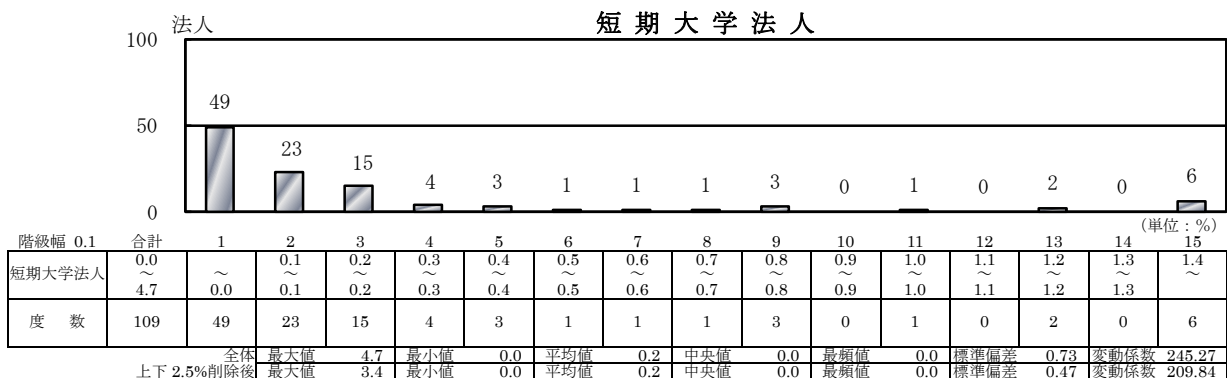 短期大学法人
法人
100
50
0
49 23 15 4 3 1 1 1 3 0 1 0 2 0 6
(単位：%)
階級幅 0.1 合計 1 2 3 4 5 6 7 8 9 10 11 12 13 14 15
0.0 0.1 0.2 0.3 0.4 0.5 0.6 0.7 0.8 0.9 1.0 1.1 1.2 1.3 1.4
短期大学法人 ～ ～ ～ ～ ～ ～ ～ ～ ～ ～ ～ ～ ～ ～ ～ ～
4.7 0.0 0.1 0.2 0.3 0.4 0.5 0.6 0.7 0.8 0.9 1.0 1.1 1.2 1.3
度 数 109 49 23 15 4 3 1 1 1 3 0 1 0 2 0 6
全体 最大値 4.7 最小値 0.0 平均値 0.2 中央値 0.0 最頻値 0.0 標準偏差 0.73 変動係数 245.27
上下 2.5%削除後 最大値 3.4 最小値 0.0 平均値 0.2 中央値 0.0 最頻値 0.0 標準偏差 0.47 変動係数 209.84